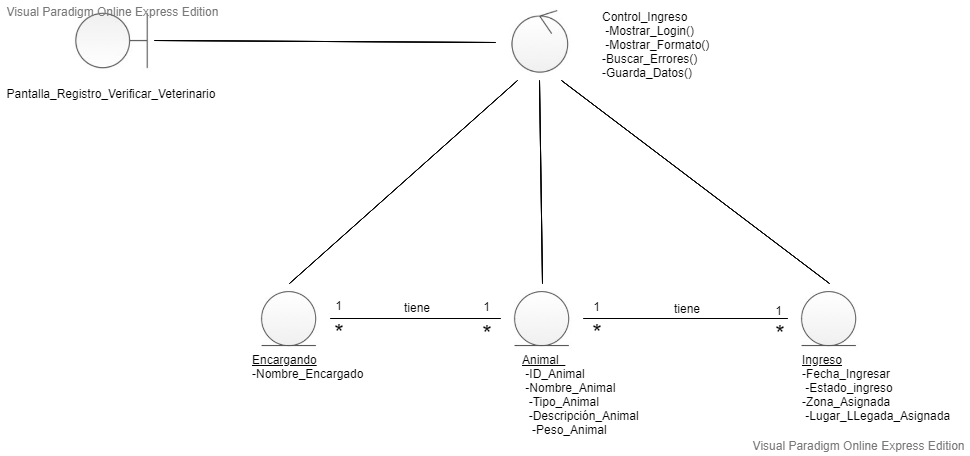 Visual Paradigm Online Express Edition
Control_Ingreso
-Mostrar_Login()
-Mostrar_Formato()
-Buscar_Errores()
-Guarda_Datos()
Pantalla_Registro_Verificar_Veterinario
1 tiene 1
* *
1 tiene 1
* *
Encargando
-Nombre_Encargado
Animal_
-ID_Animal
-Nombre_Animal
-Tipo_Animal
-Descripción_Animal
-Peso_Animal
Ingreso
-Fecha_Ingresar
-Estado_ingreso
-Zona_Asignada
-Lugar_LLegada_Asignada
Visual Paradigm Online Express Edition